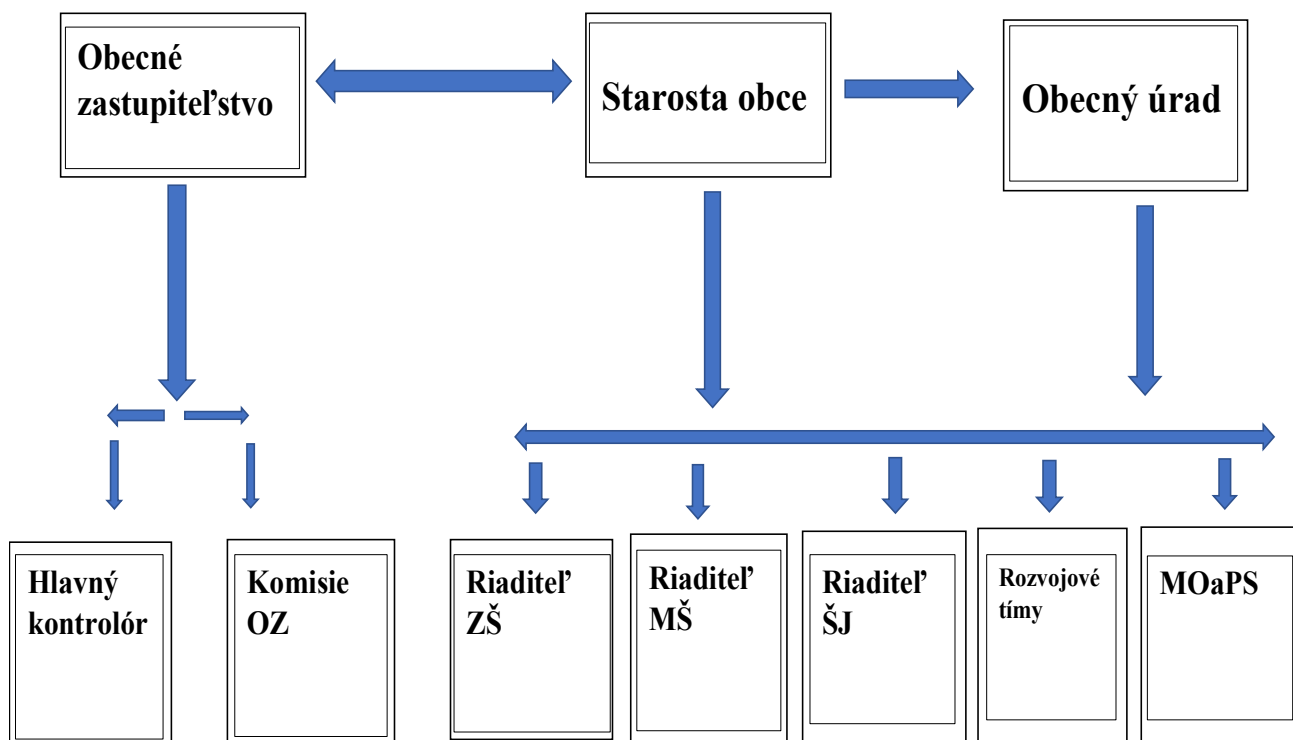 Obecné
zastupiteľstvo
Starosta obce
Obecný úrad
Hlavný
kontrolór
Komisie
OZ
Riaditeľ
ZŠ
Riaditeľ
MŠ
Riaditeľ
ŠJ
Rozvojové
tímy
MOaPS